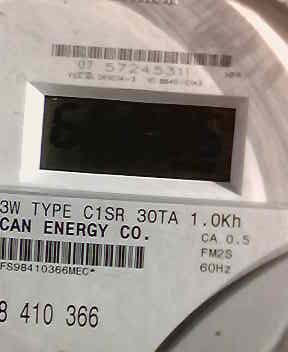 07 5724531
3W TYPE C1SR 30TA 1.0Kh
CAN ENERGY CO.
CA 0.5
FM2S
60Hz
FS98410366MEC*
8 410 366